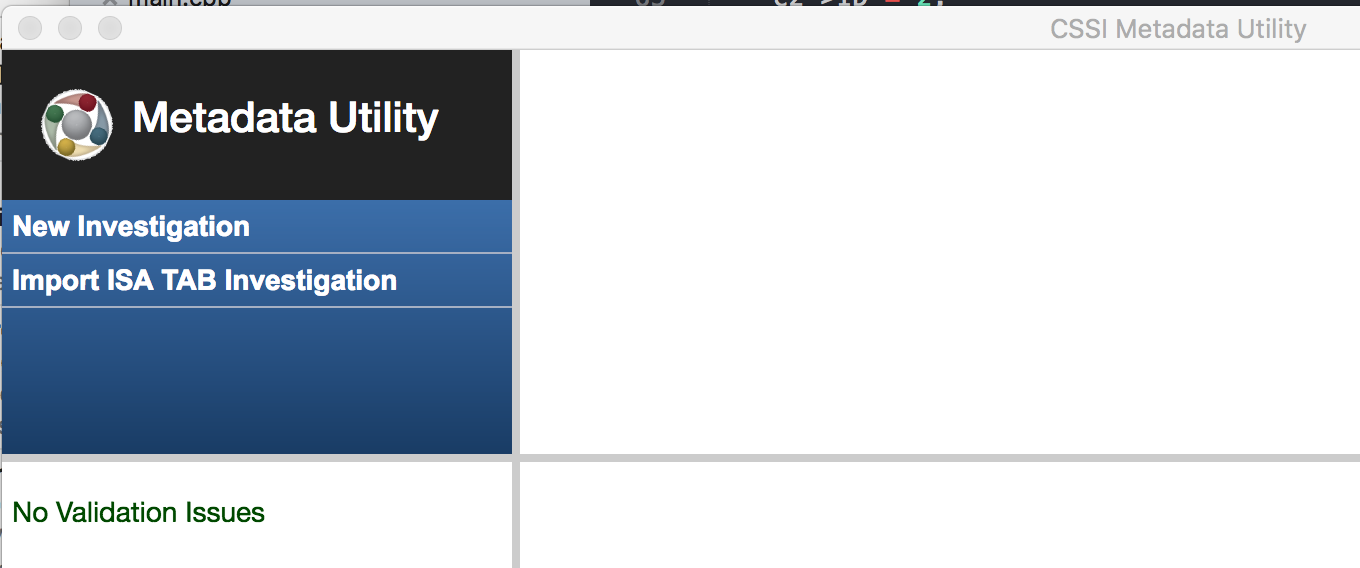 main.cpp
CSSI Metadata Utility
Metadata Utility
New Investigation
Import ISA TAB Investigation
No Validation Issues